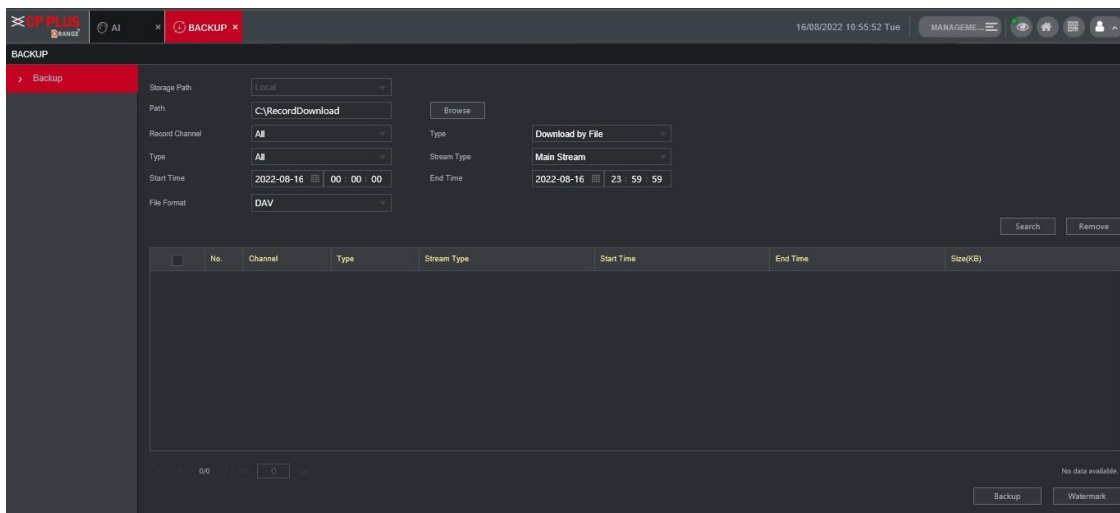 CP PLUS
ORANGE
AI
BACKUP
16/08/2022 10:55:52 Tue
MANAGEME...
BACKUP
Backup
Storage Path Local
Path C:\RecordDownload Browse
Record Channel All Type Download by File
Type All Stream Type Main Stream
Start Time 2022-08-16 00 : 00 : 00 End Time 2022-08-16 23 : 59 : 59
File Format DAV
Search Remove
No. Channel Type Stream Type Start Time End Time Size(KB)
0/0 0
No data available.
Backup Watermark